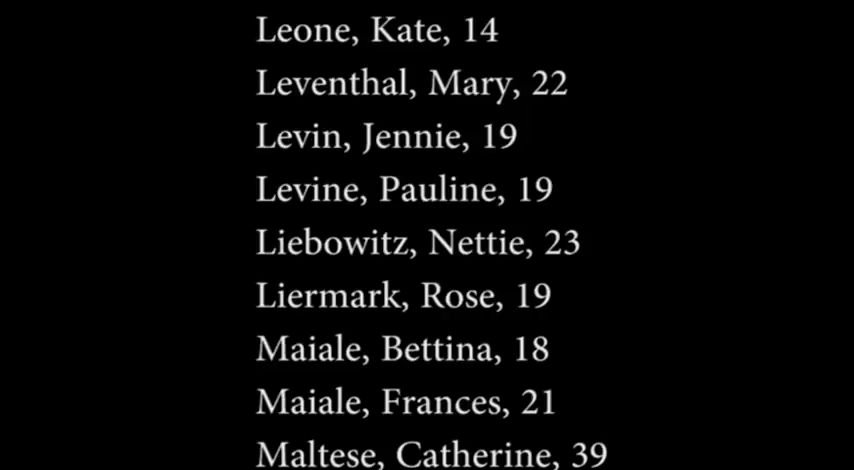 Leone, Kate, 14
Leventhal, Mary, 22
Levin, Jennie, 19
Levine, Pauline, 19
Liebowitz, Nettie, 23
Liermark, Rose, 19
Maiale, Bettina, 18
Maiale, Frances, 21
Maltese, Catherine, 39